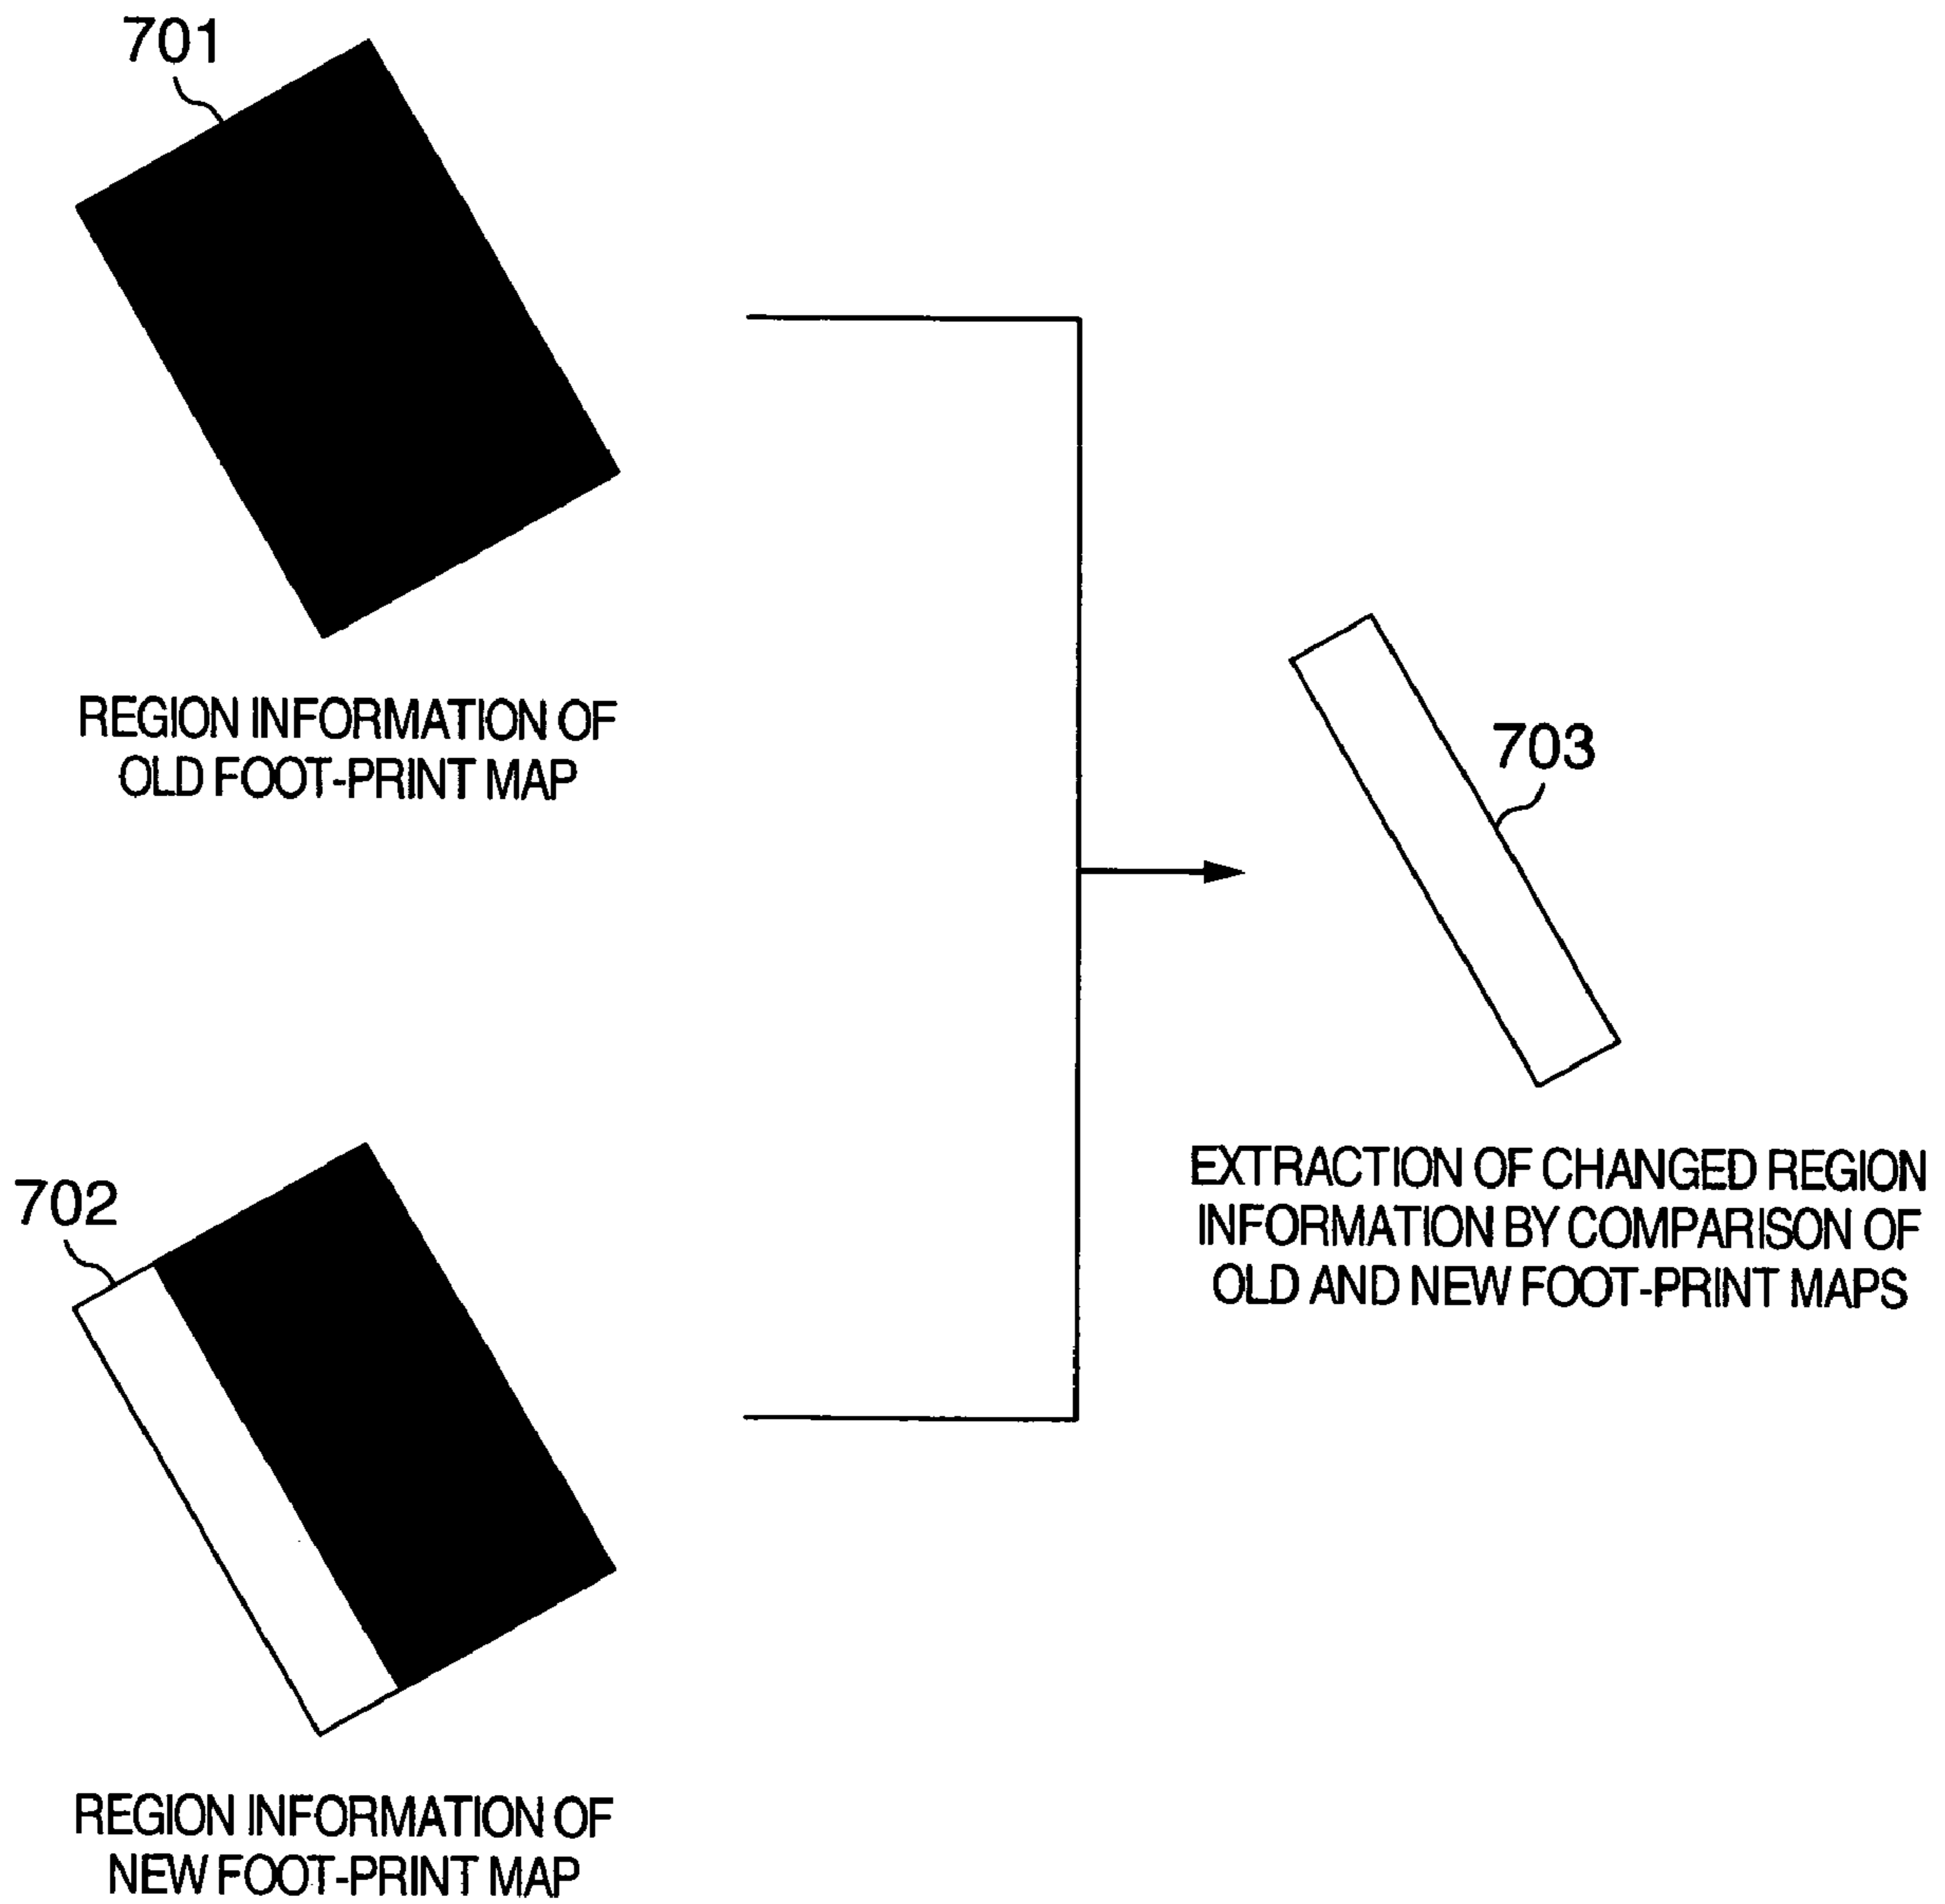 701
REGION INFORMATION OF
OLD FOOT-PRINT MAP
703
EXTRACTION OF CHANGED REGION
INFORMATION BY COMPARISON OF
OLD AND NEW FOOT-PRINT MAPS
702
REGION INFORMATION OF
NEW FOOT-PRINT MAP